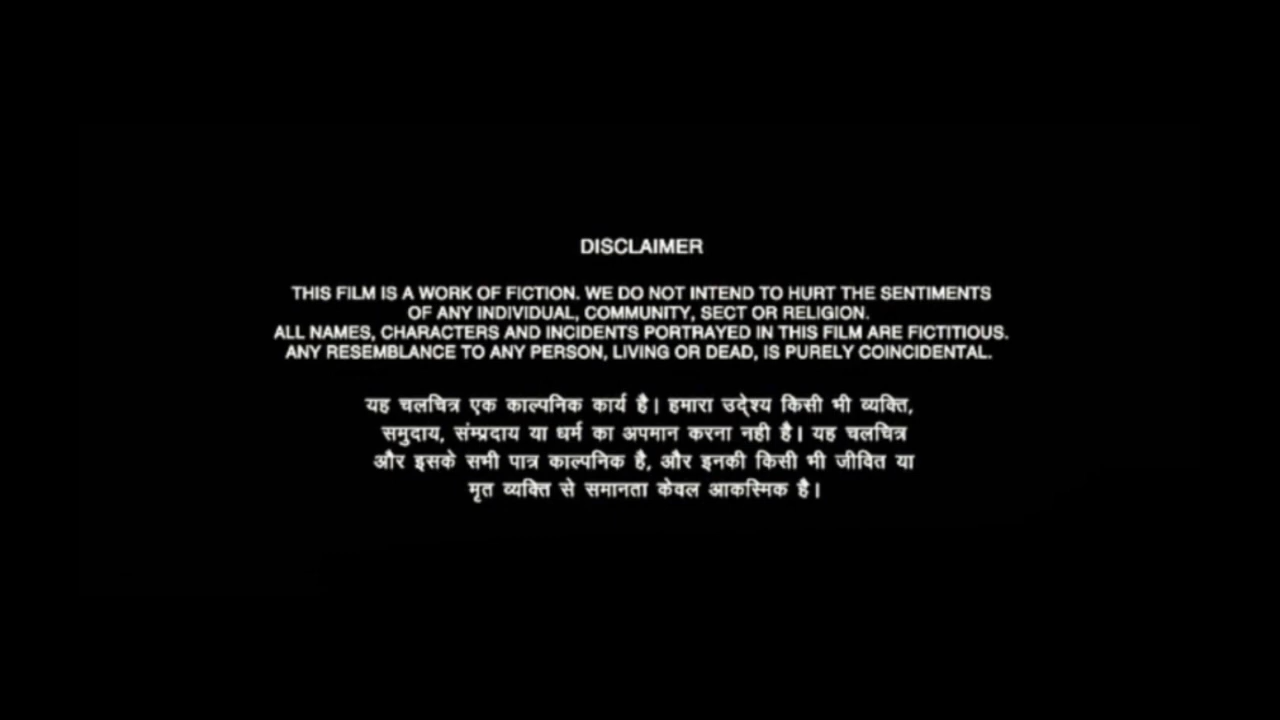 DISCLAIMER
THIS FILM IS A WORK OF FICTION. WE DO NOT INTEND TO HURT THE SENTIMENTS
OF ANY INDIVIDUAL, COMMUNITY, SECT OR RELIGION.
ALL NAMES, CHARACTERS AND INCIDENTS PORTRAYED IN THIS FILM ARE FICTITIOUS.
ANY RESEMBLANCE TO ANY PERSON, LIVING OR DEAD, IS PURELY COINCIDENTAL.
यह चलचित्र एक काल्पनिक कार्य है। हमारा उद्देश्य किसी भी व्यक्ति,
समुदाय, संम्प्रदाय या धर्म का अपमान करना नही है। यह चलचित्र
और इसके सभी पात्र काल्पनिक है, और इनकी किसी भी जीवित या
मृत व्यक्ति से समानता केवल आकस्मिक है।